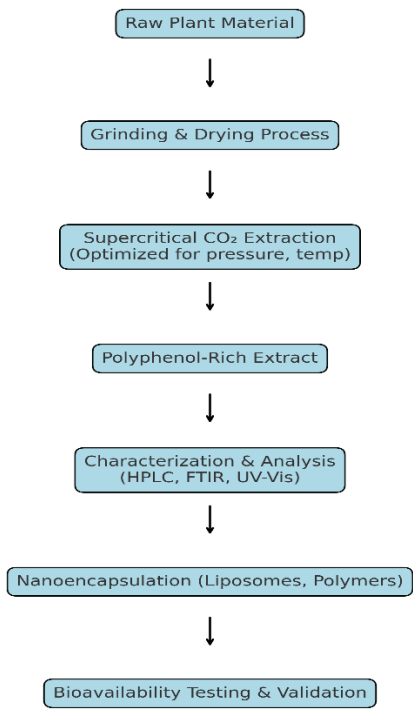 Raw Plant Material
Grinding & Drying Process
Supercritical CO₂ Extraction
(Optimized for pressure, temp)
Polyphenol-Rich Extract
Characterization & Analysis
(HPLC, FTIR, UV-Vis)
Nanoencapsulation (Liposomes, Polymers)
Bioavailability Testing & Validation